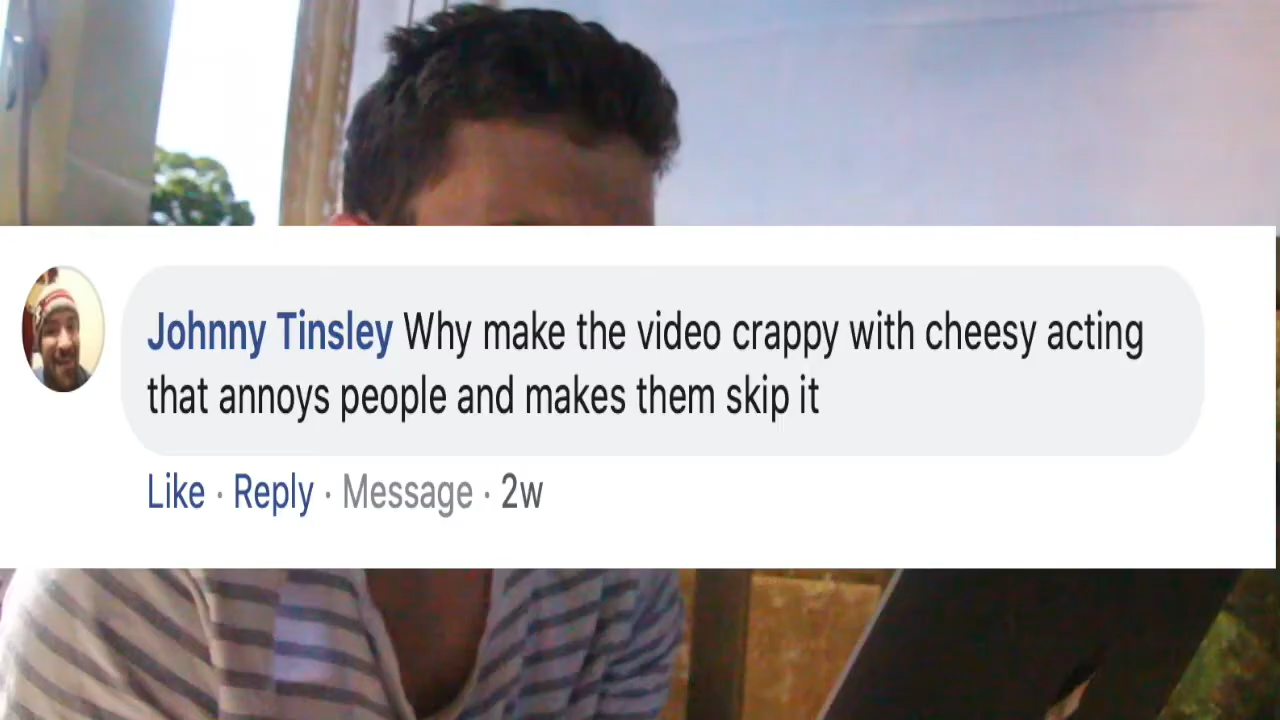 Johnny Tinsley Why make the video crappy with cheesy acting
that annoys people and makes them skip it
Like · Reply · Message · 2w